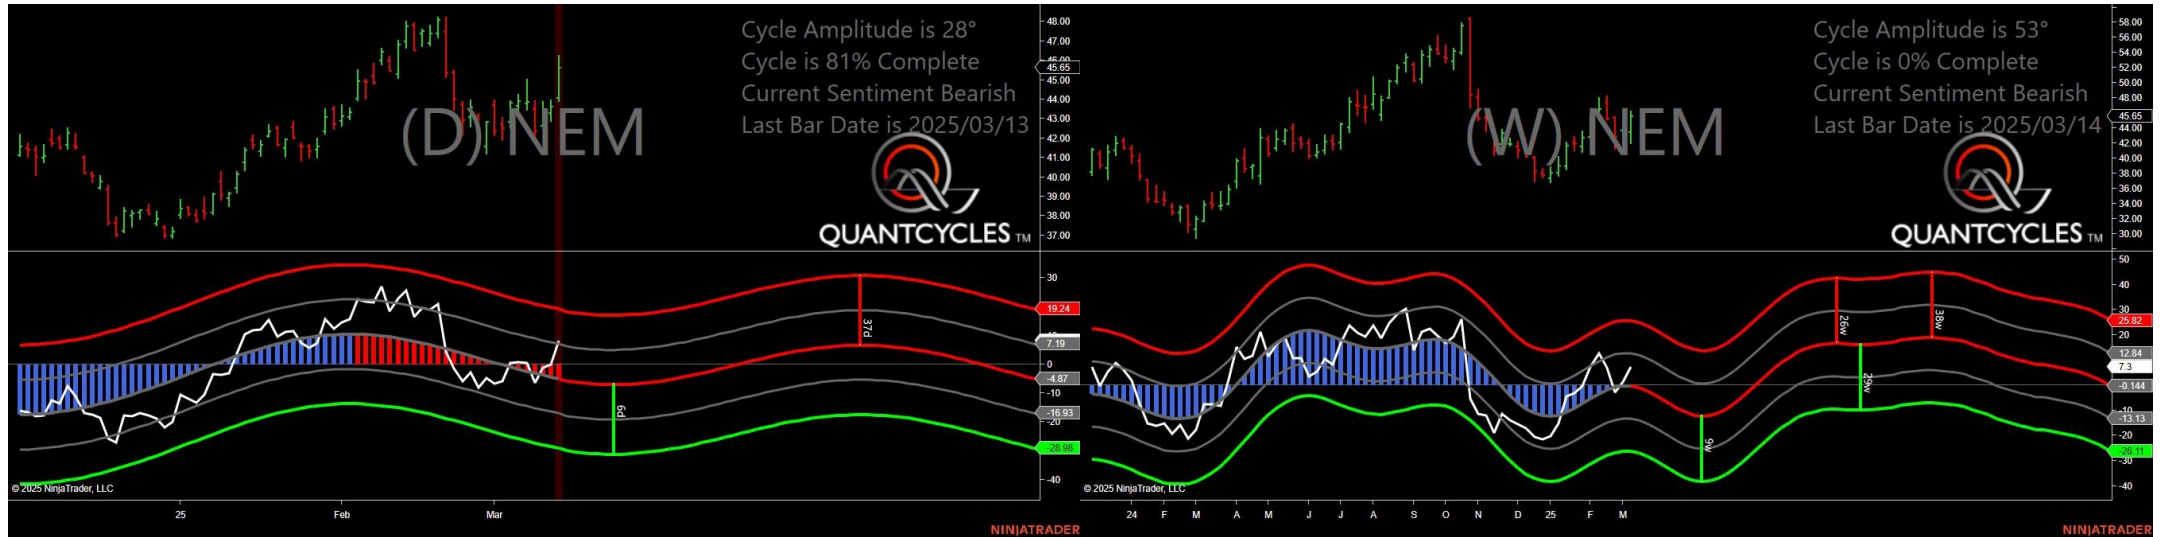 Cycle Amplitude is 28°
Cycle is 81% Complete
Current Sentiment Bearish
Last Bar Date is 2025/03/13
(D) NEM
QUANTCYCLES TM
48.00
47.00
45.65
45.00
44.00
43.00
42.00
41.00
40.00
39.00
38.00
37.00
30
19.24
7.19
0
-4.87
-10
-16.93
-20
-28.98
-40
37d
6d
© 2025 NinjaTrader, LLC
25 Feb Mar
NINJATRADER
Cycle Amplitude is 53°
Cycle is 0% Complete
Current Sentiment Bearish
Last Bar Date is 2025/03/14
(W) NEM
QUANTCYCLES TM
58.00
56.00
54.00
52.00
50.00
48.00
45.65
44.00
42.00
40.00
38.00
36.00
34.00
32.00
30.00
50
40
30
25.82
20
12.84
7.3
-0.144
-10
-13.13
-20
-26.11
-30
-40
26w
38w
29w
9w
© 2025 NinjaTrader, LLC
24 F M A M J J A S O N D 25 F M
NINJATRADER